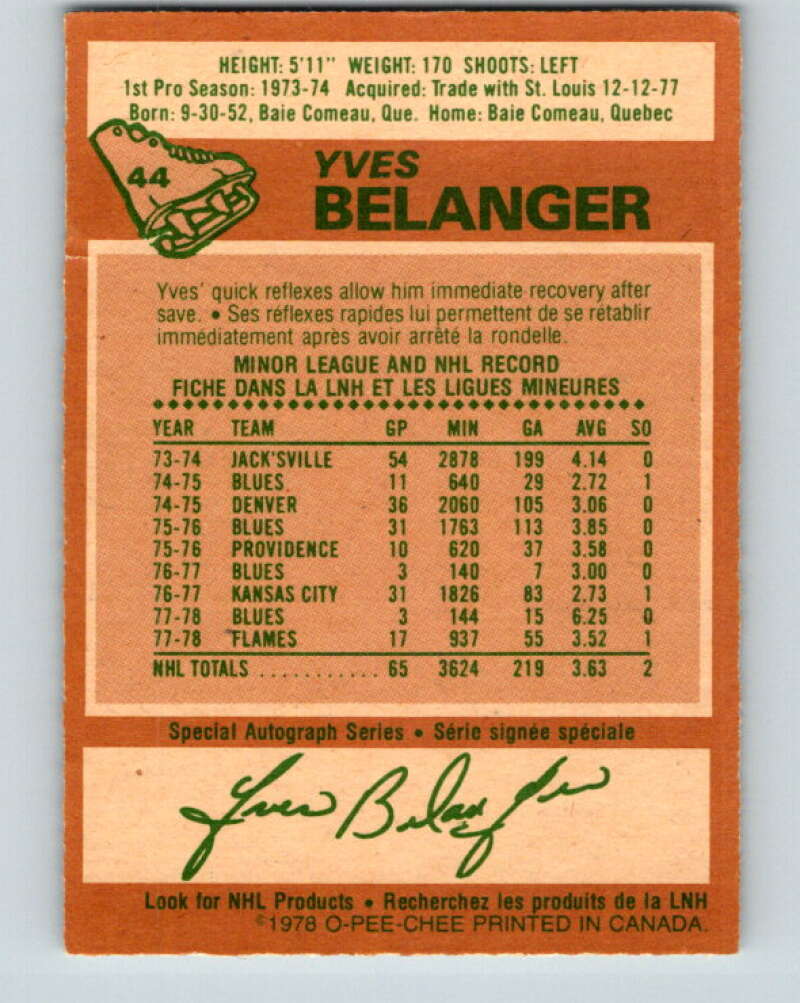 HEIGHT: 5'11" WEIGHT: 170 SHOOTS: LEFT
1st Pro Season: 1973-74 Acquired: Trade with St. Louis 12-12-77
Born: 9-30-52, Baie Comeau, Que. Home: Baie Comeau, Quebec
44
YVES
BELANGER
Yves' quick reflexes allow him immediate recovery after
save. • Ses réflexes rapides lui permettent de se rétablir
immédiatement après avoir arrêté la rondelle.
MINOR LEAGUE AND NHL RECORD
FICHE DANS LA LNH ET LES LIGUES MINEURES
YEAR TEAM GP MIN GA AVG SO
73-74 JACK'SVILLE 54 2878 199 4.14 0
74-75 BLUES 11 640 29 2.72 1
74-75 DENVER 36 2060 105 3.06 0
75-76 BLUES 31 1763 113 3.85 0
75-76 PROVIDENCE 10 620 37 3.58 0
76-77 BLUES 3 140 7 3.00 0
76-77 KANSAS CITY 31 1826 83 2.73 1
77-78 BLUES 3 144 15 6.25 0
77-78 FLAMES 17 937 55 3.52 1
NHL TOTALS ............ 65 3624 219 3.63 2
Special Autograph Series • Série signée spéciale
Yves Belanger
Look for NHL Products • Recherchez les produits de la LNH
©1978 O-PEE-CHEE PRINTED IN CANADA.